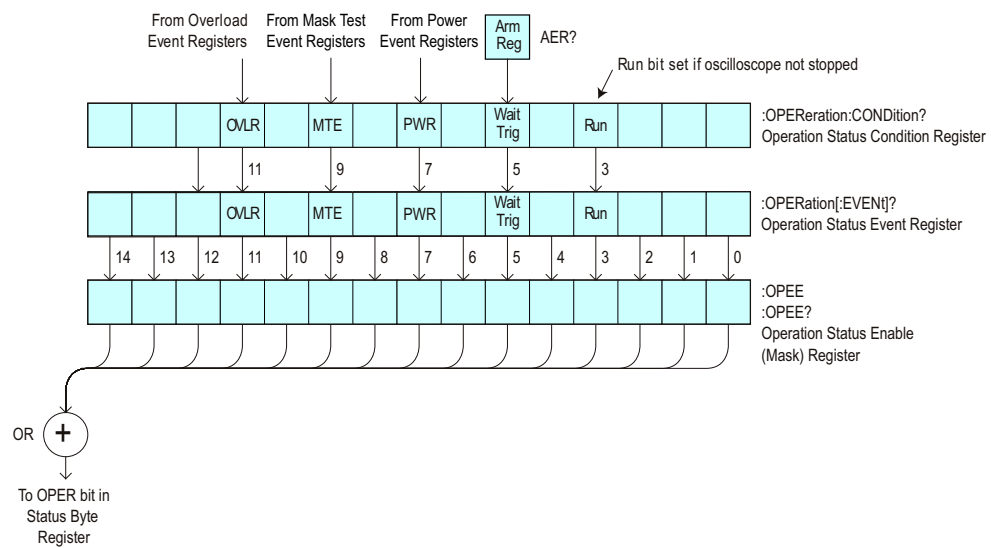 From Overload
Event Registers
From Mask Test
Event Registers
From Power
Event Registers
Arm
Reg
AER?
Run bit set if oscilloscope not stopped
OVLR
MTE
PWR
Wait
Trig
Run
:OPEReration:CONDition?
Operation Status Condition Register
11
9
7
5
3
OVLR
MTE
PWR
Wait
Trig
Run
:OPERation[:EVENt]?
Operation Status Event Register
14
13
12
11
10
9
8
7
6
5
4
3
2
1
0
:OPEE
:OPEE?
Operation Status Enable
(Mask) Register
OR
+
To OPER bit in
Status Byte
Register